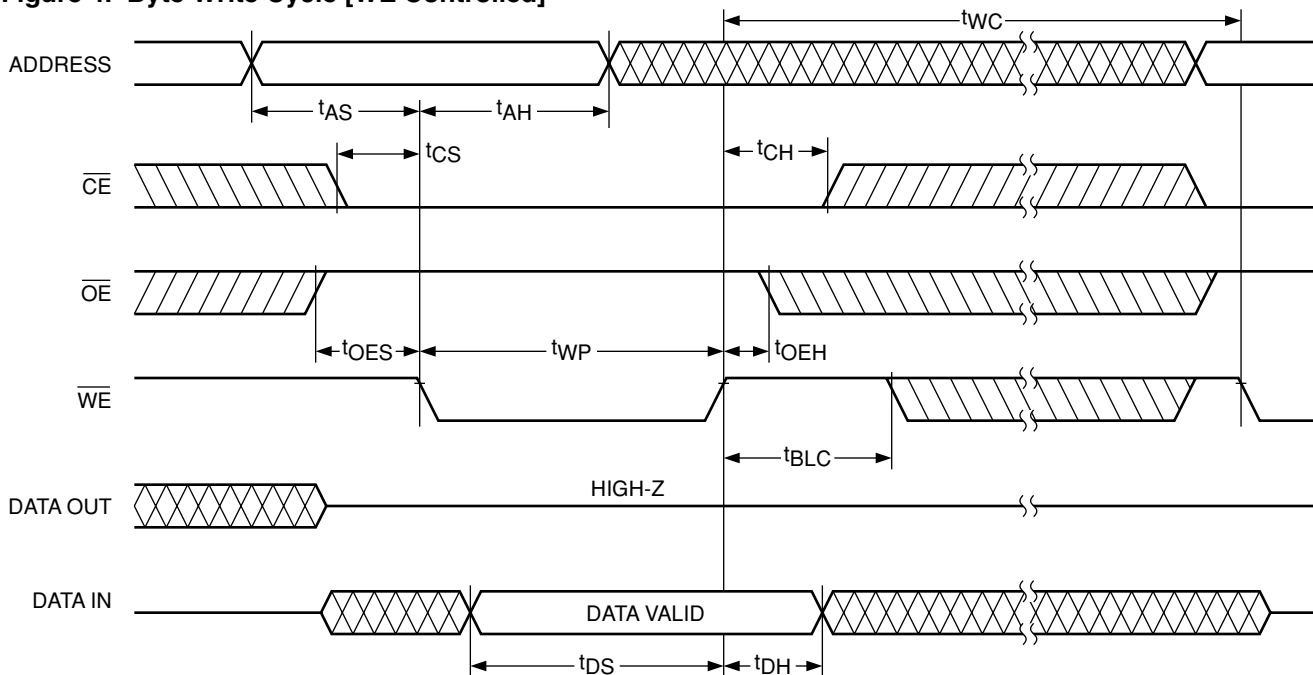 Figure 4. Byte Write Cycle [WE Controlled]
tWC
ADDRESS
tAS
tAH
tCS
tCH
CE
OE
tOES
tWP
tOEH
WE
tBLC
HIGH-Z
DATA OUT
DATA IN
DATA VALID
tDS
tDH